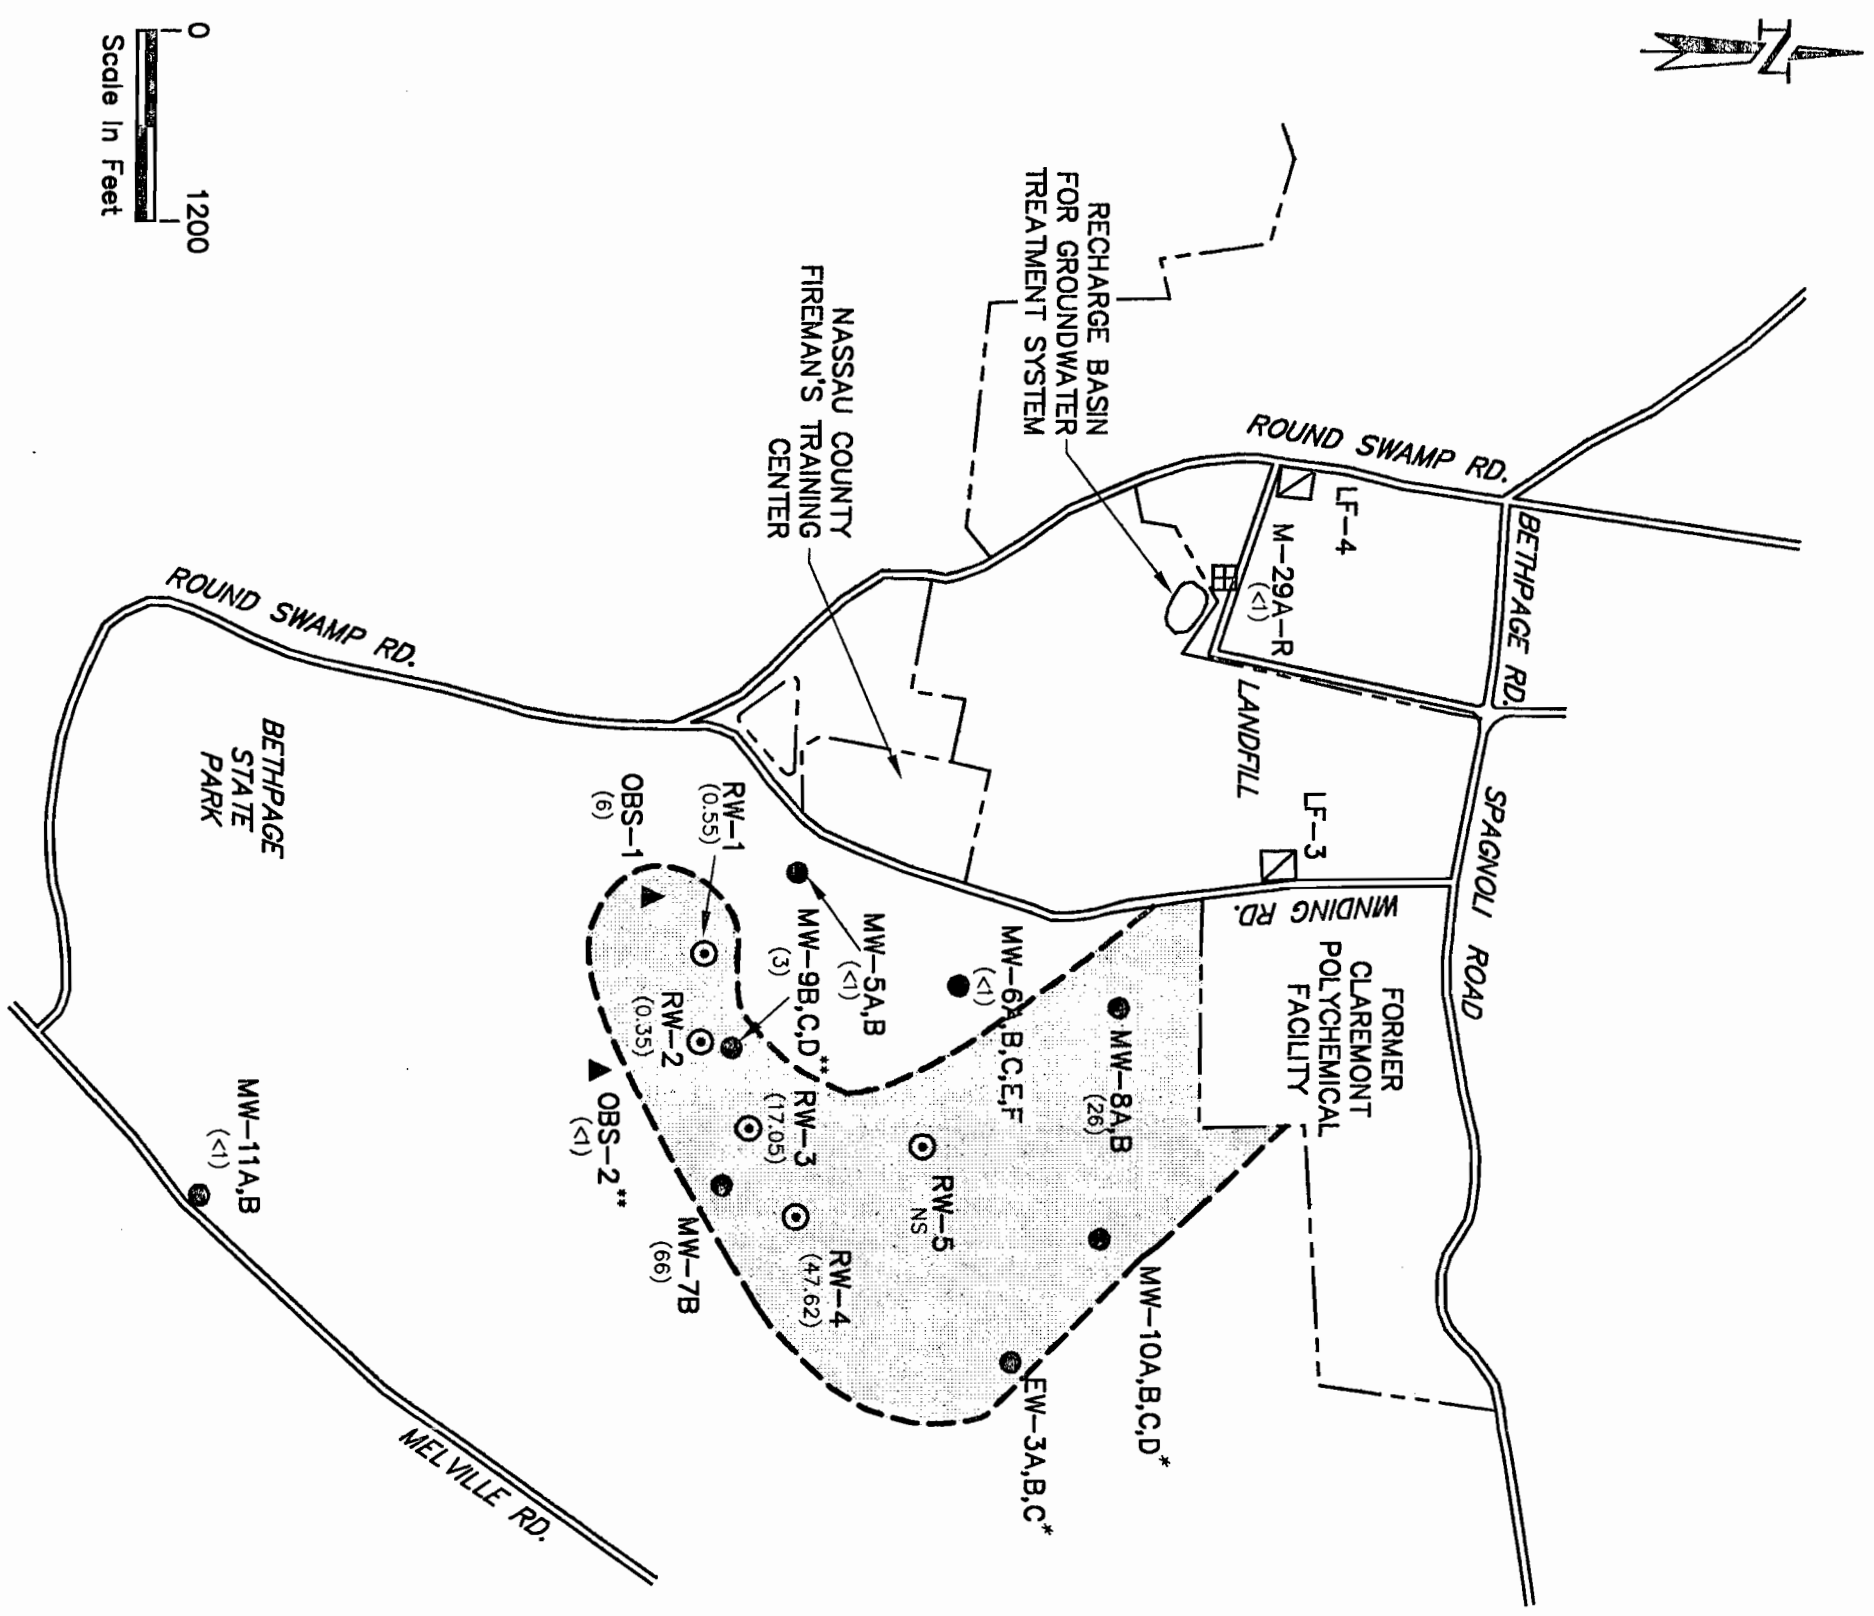 N
0
1200
Scale In Feet
RECHARGE BASIN
FOR GROUNDWATER
TREATMENT SYSTEM
NASSAU COUNTY
FIREMAN'S TRAINING
CENTER
ROUND SWAMP RD.
LF-4
M-29A-R
(<1)
BETHPAGE RD.
LANDFILL
LF-3
SPAGNOLI ROAD
WINDING RD.
FORMER
CLAREMONT
POLYCHEMICAL
FACILITY
ROUND SWAMP RD.
BETHPAGE
STATE
PARK
OBS-1
(6)
RW-1
(0.55)
MW-5A,B
(<1)
MW-9B,C,D**
(3)
MW-6A,B,C,E,F
(<1)
MW-8A,B
(26)
RW-2
(0.35)
RW-3
(17.05)
OBS-2**
(<1)
RW-5
NS
RW-4
(47.62)
MW-7B
(66)
MW-10A,B,C,D*
EW-3A,B,C*
MW-11A,B
(<1)
MELVILLE RD.